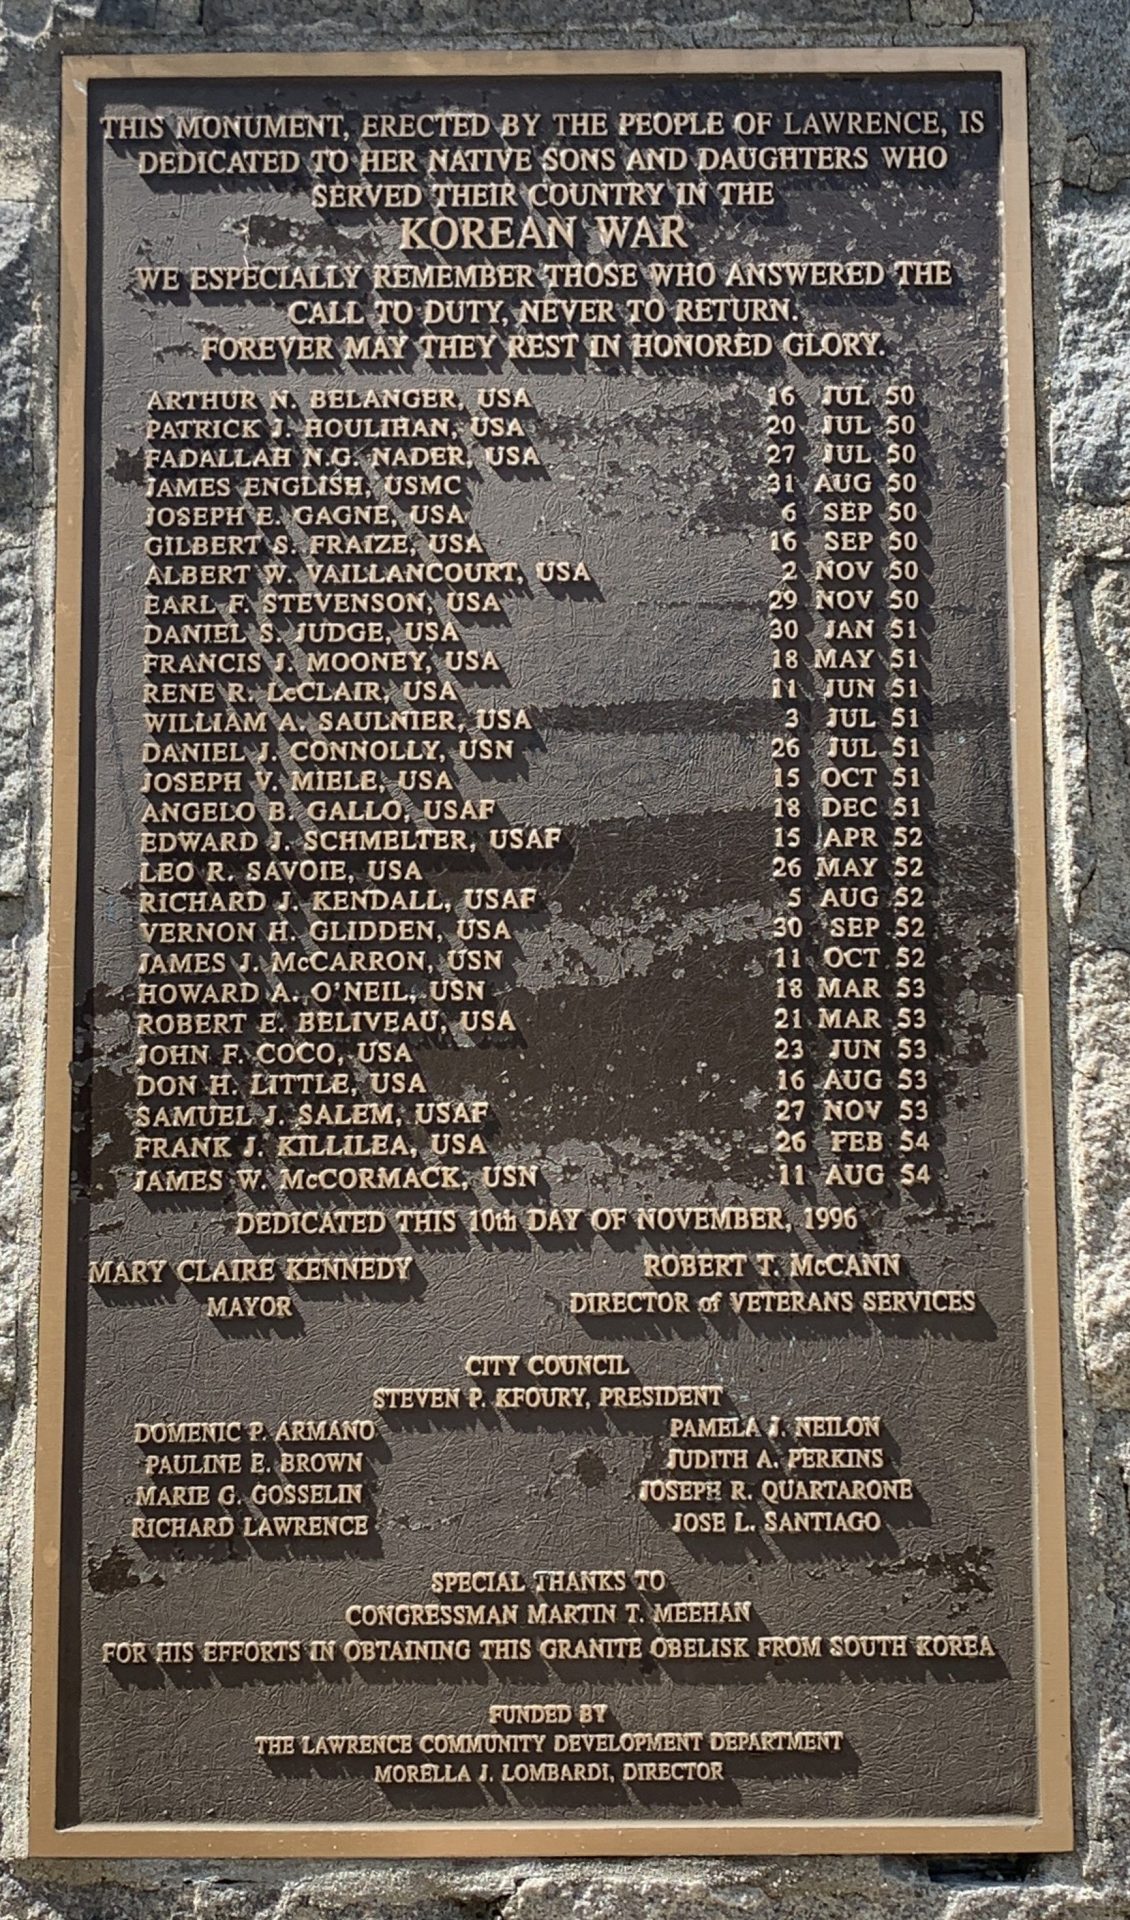 THIS MONUMENT, ERECTED BY THE PEOPLE OF LAWRENCE, IS
DEDICATED TO HER NATIVE SONS AND DAUGHTERS WHO
SERVED THEIR COUNTRY IN THE
KOREAN WAR
WE ESPECIALLY REMEMBER THOSE WHO ANSWERED THE
CALL TO DUTY, NEVER TO RETURN.
FOREVER MAY THEY REST IN HONORED GLORY.
ARTHUR N. BELANGER, USA 16 JUL 50
PATRICK J. HOULIHAN, USA 20 JUL 50
FADALLAH N.G. NADER, USA 27 JUL 50
JAMES ENGLISH, USMC 31 AUG 50
JOSEPH E. GAGNE, USA 6 SEP 50
GILBERT S. FRAIZE, USA 16 SEP 50
ALBERT W. VAILLANCOURT, USA 2 NOV 50
EARL F. STEVENSON, USA 29 NOV 50
DANIEL S. JUDGE, USA 30 JAN 51
FRANCIS J. MOONEY, USA 18 MAY 51
RENE R. LeCLAIR, USA 11 JUN 51
WILLIAM A. SAULNIER, USA 3 JUL 51
DANIEL J. CONNOLLY, USN 26 JUL 51
JOSEPH V. MIELE, USA 15 OCT 51
ANGELO B. GALLO, USAF 18 DEC 51
EDWARD J. SCHMELTER, USAF 15 APR 52
LEO R. SAVOIE, USA 26 MAY 52
RICHARD J. KENDALL, USAF 5 AUG 52
VERNON H. GLIDDEN, USA 30 SEP 52
JAMES J. McCARRON, USN 11 OCT 52
HOWARD A. O'NEIL, USN 18 MAR 53
ROBERT E. BELIVEAU, USA 21 MAR 53
JOHN F. COCO, USA 23 JUN 53
DON H. LITTLE, USA 16 AUG 53
SAMUEL J. SALEM, USAF 27 NOV 53
FRANK J. KILLILEA, USA 26 FEB 54
JAMES W. McCORMACK, USN 11 AUG 54
DEDICATED THIS 10th DAY OF NOVEMBER, 1996
MARY CLAIRE KENNEDY
MAYOR
ROBERT T. McCANN
DIRECTOR of VETERANS SERVICES
CITY COUNCIL
STEVEN P. KFOURY, PRESIDENT
DOMENIC P. ARMANO
PAULINE E. BROWN
MARIE G. GOSSELIN
RICHARD LAWRENCE
PAMELA J. NEILON
JUDITH A. PERKINS
JOSEPH R. QUARTARONE
JOSE L. SANTIAGO
SPECIAL THANKS TO
CONGRESSMAN MARTIN T. MEEHAN
FOR HIS EFFORTS IN OBTAINING THIS GRANITE OBELISK FROM SOUTH KOREA
FUNDED BY
THE LAWRENCE COMMUNITY DEVELOPMENT DEPARTMENT
MORELLA J. LOMBARDI, DIRECTOR